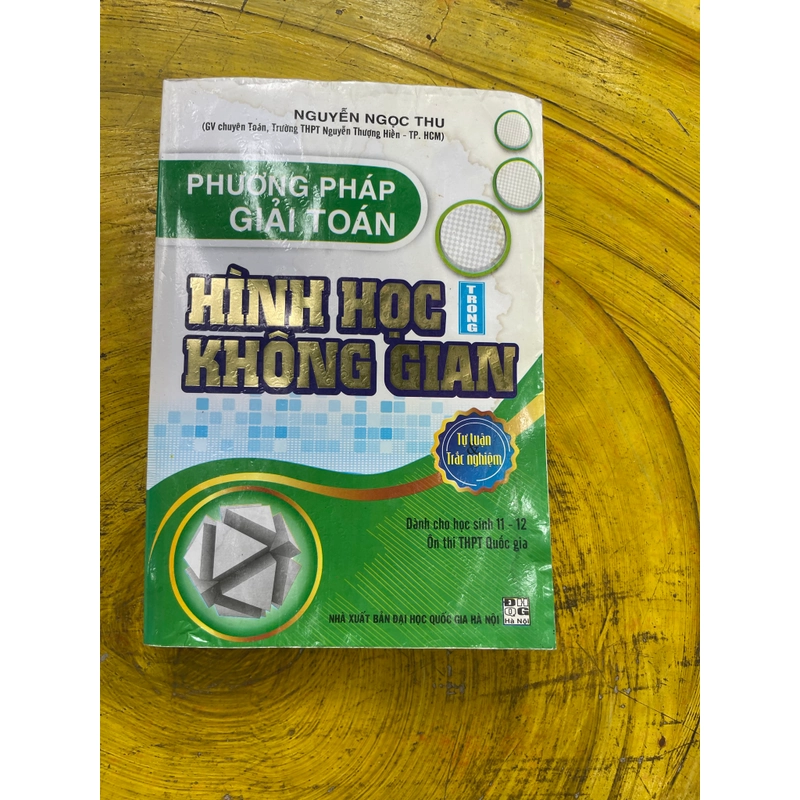 NGUYỄN NGỌC THU
(GV chuyên Toán, Trường THPT Nguyễn Thượng Hiền - TP. HCM)
PHƯƠNG PHÁP
GIẢI TOÁN
HÌNH HỌC
TRONG
KHÔNG GIAN
Tự luận
Trắc nghiệm
Dành cho học sinh 11 - 12
Ôn thi THPT Quốc gia
NHÀ XUẤT BẢN ĐẠI HỌC QUỐC GIA HÀ NỘI
Hà Nội